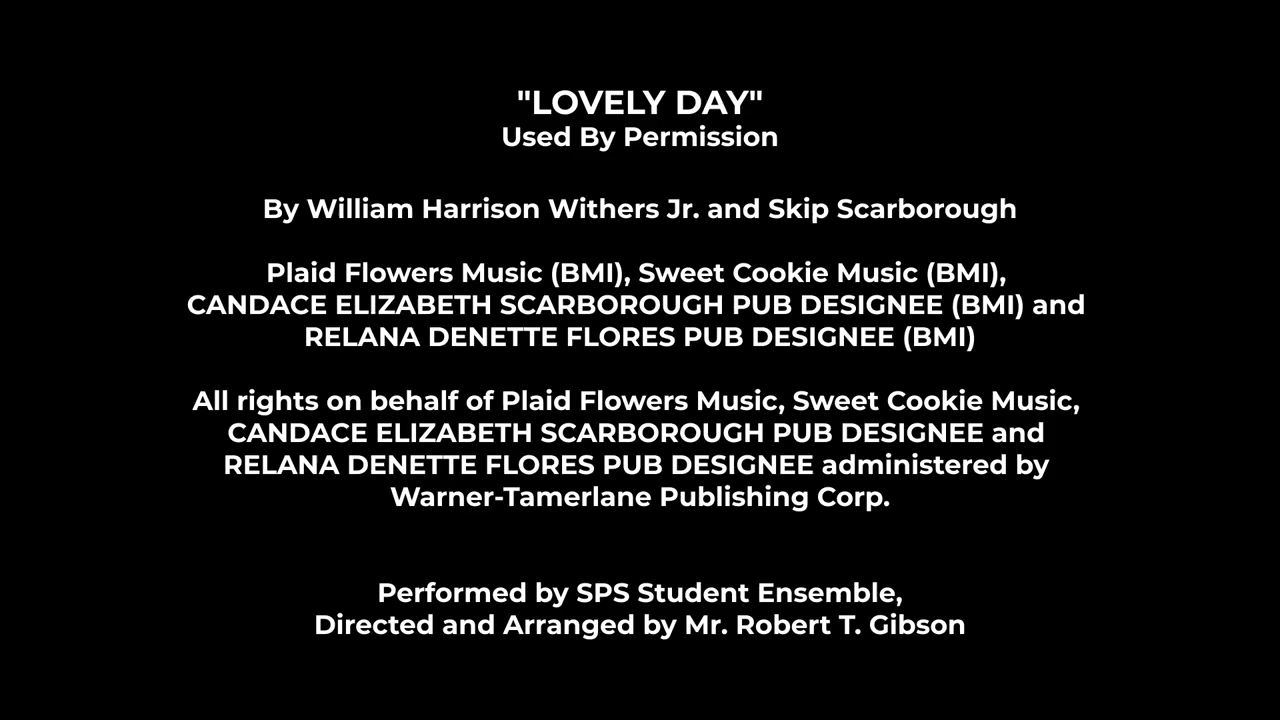 "LOVELY DAY"
Used By Permission
By William Harrison Withers Jr. and Skip Scarborough
Plaid Flowers Music (BMI), Sweet Cookie Music (BMI),
CANDACE ELIZABETH SCARBOROUGH PUB DESIGNEE (BMI) and
RELANA DENETTE FLORES PUB DESIGNEE (BMI)
All rights on behalf of Plaid Flowers Music, Sweet Cookie Music,
CANDACE ELIZABETH SCARBOROUGH PUB DESIGNEE and
RELANA DENETTE FLORES PUB DESIGNEE administered by
Warner-Tamerlane Publishing Corp.
Performed by SPS Student Ensemble,
Directed and Arranged by Mr. Robert T. Gibson